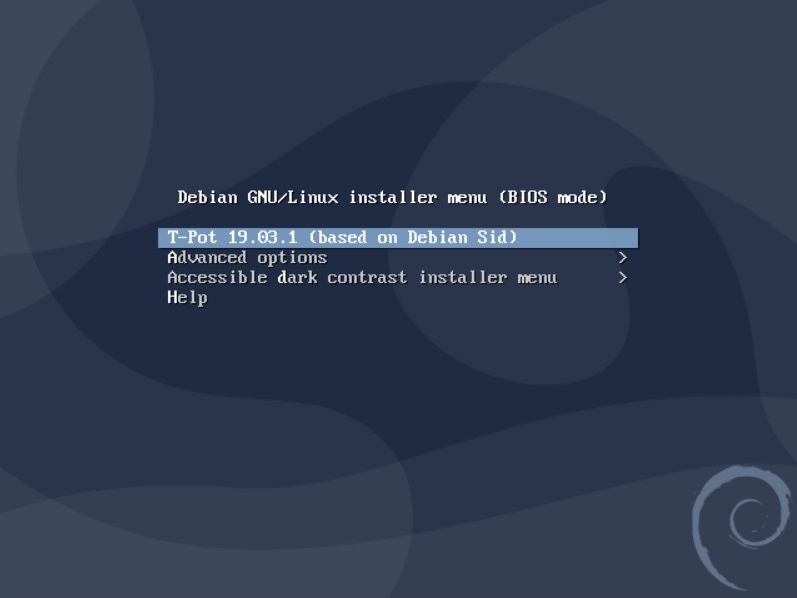 Debian GNU/Linux installer menu (BIOS mode)
T-Pot 19.03.1 (based on Debian Sid)
Advanced options >
Accessible dark contrast installer menu >
Help